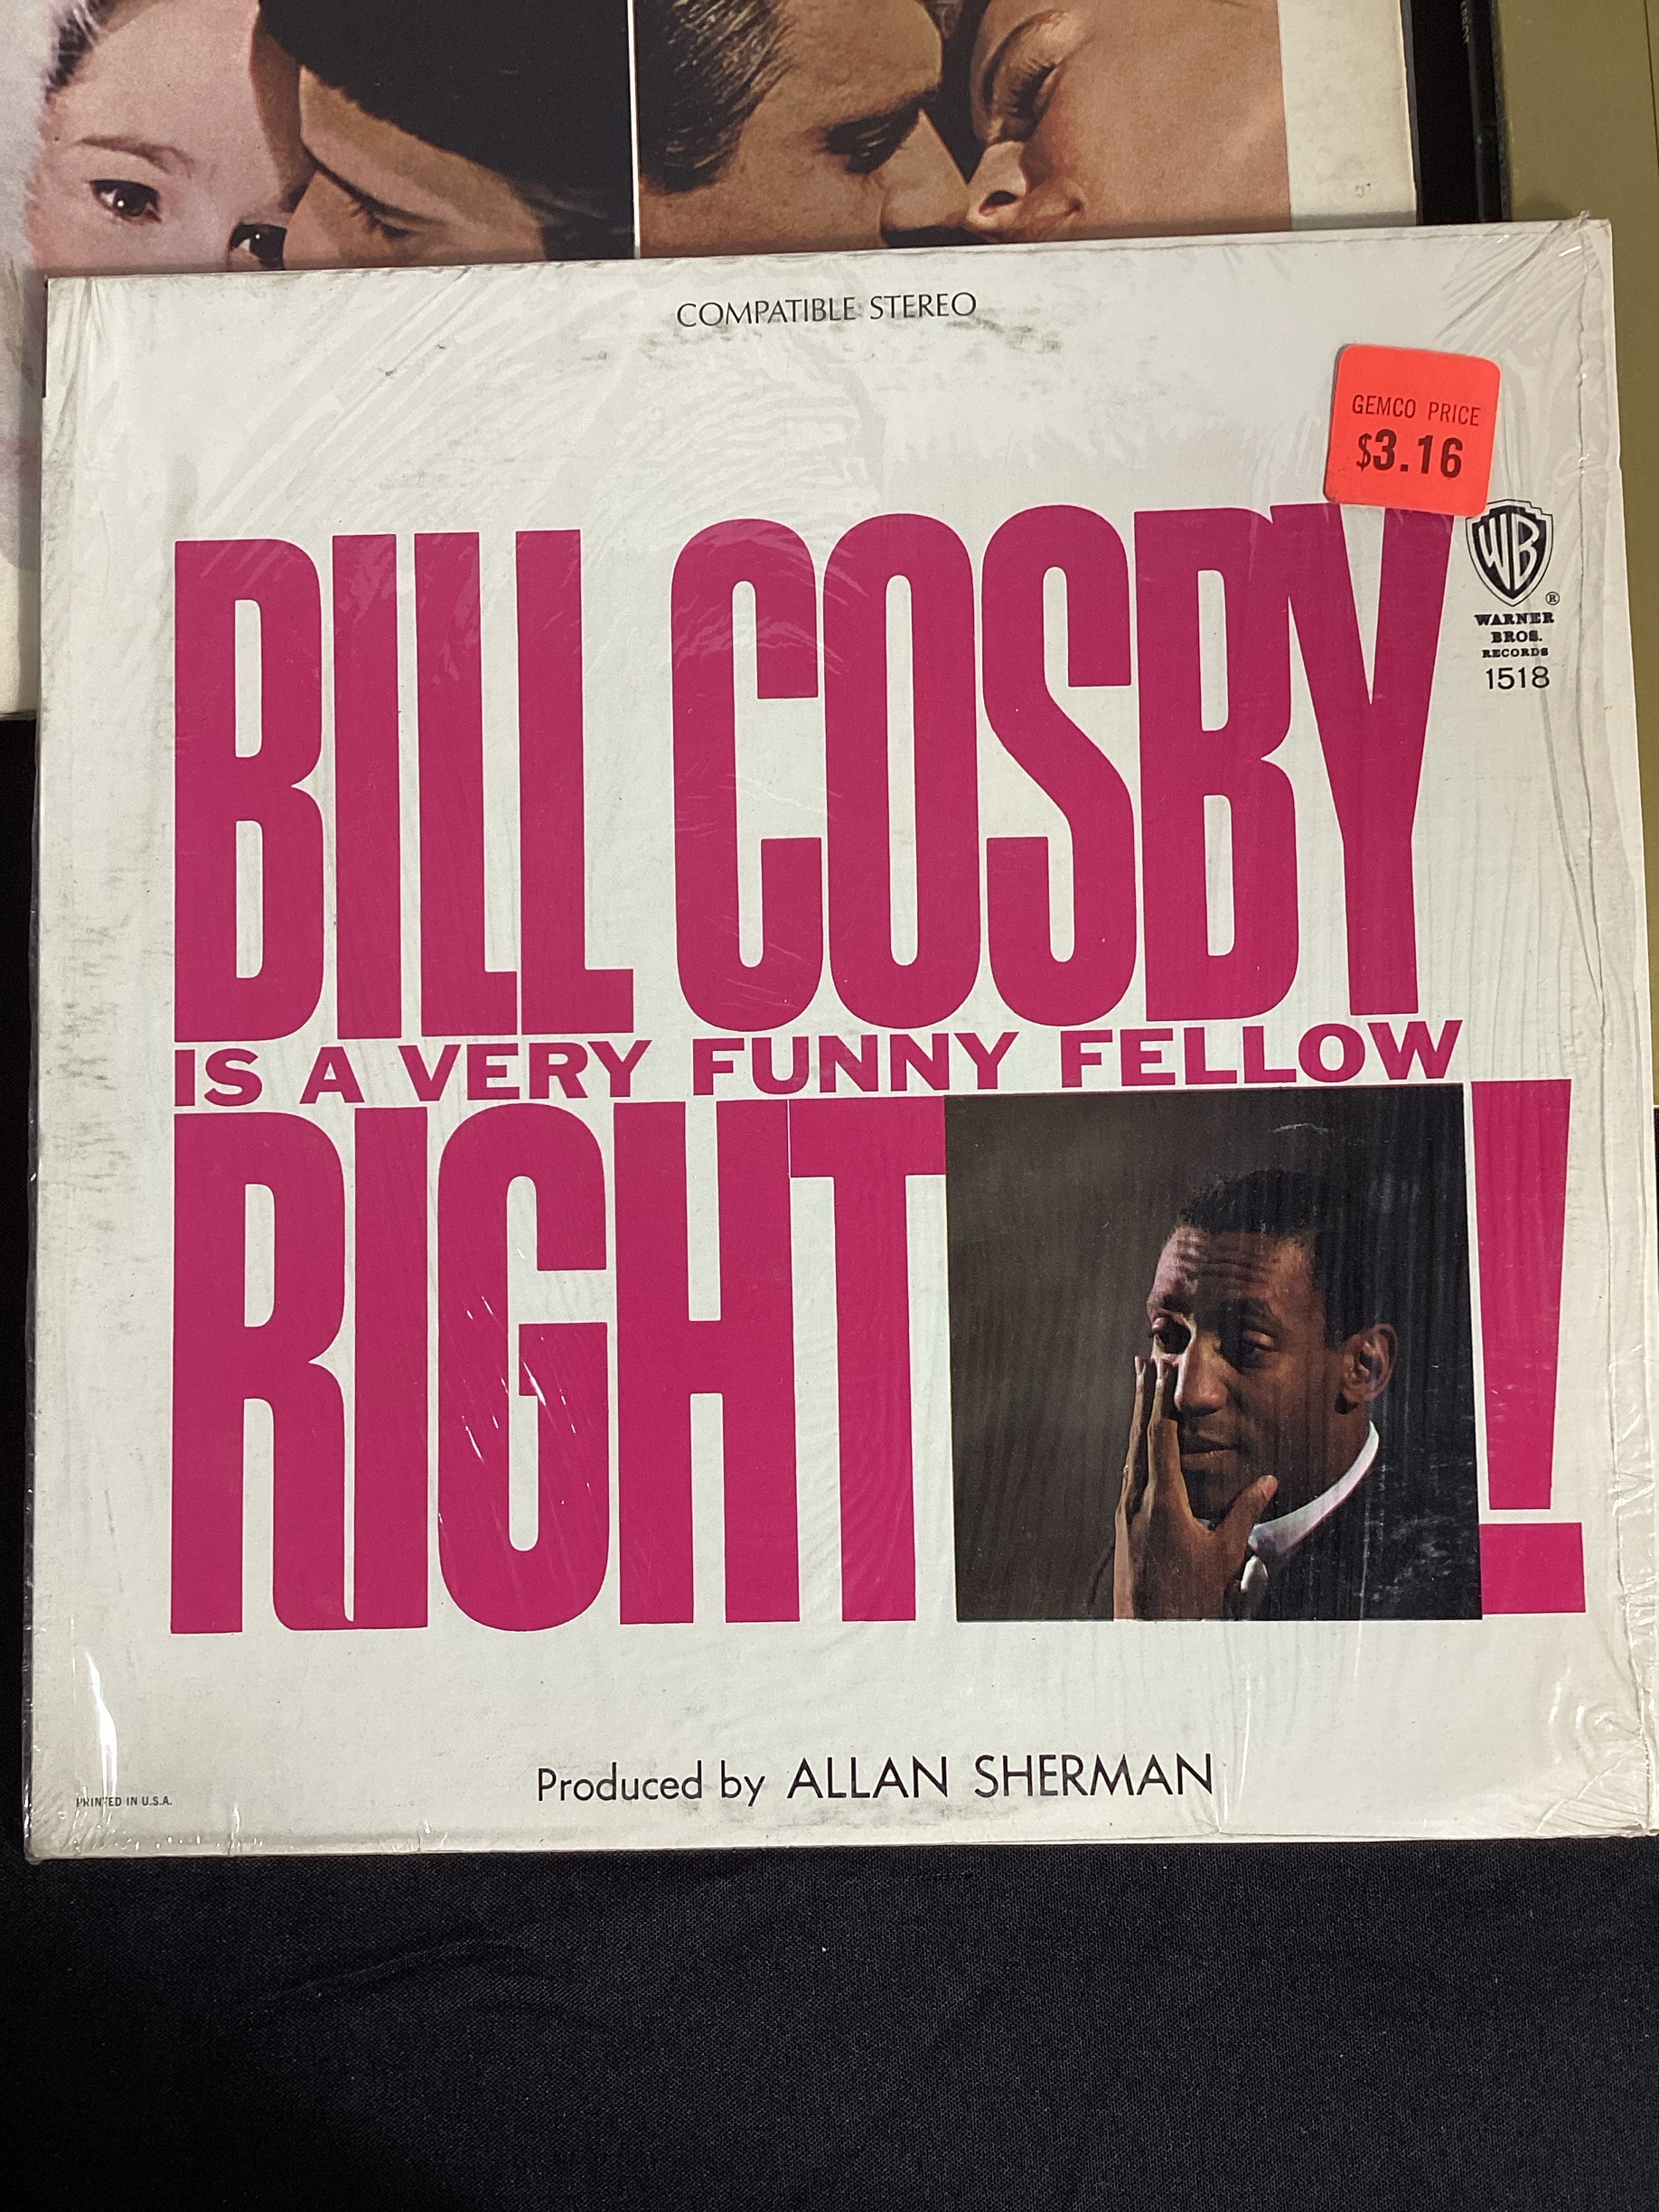 COMPATIBLE STEREO
GEMCO PRICE
$3.16
BILL COSBY
WB
®
WARNER
BROS.
RECORDS
1518
IS A VERY FUNNY FELLOW
RIGHT!
Produced by ALLAN SHERMAN
PRINTED IN U.S.A.